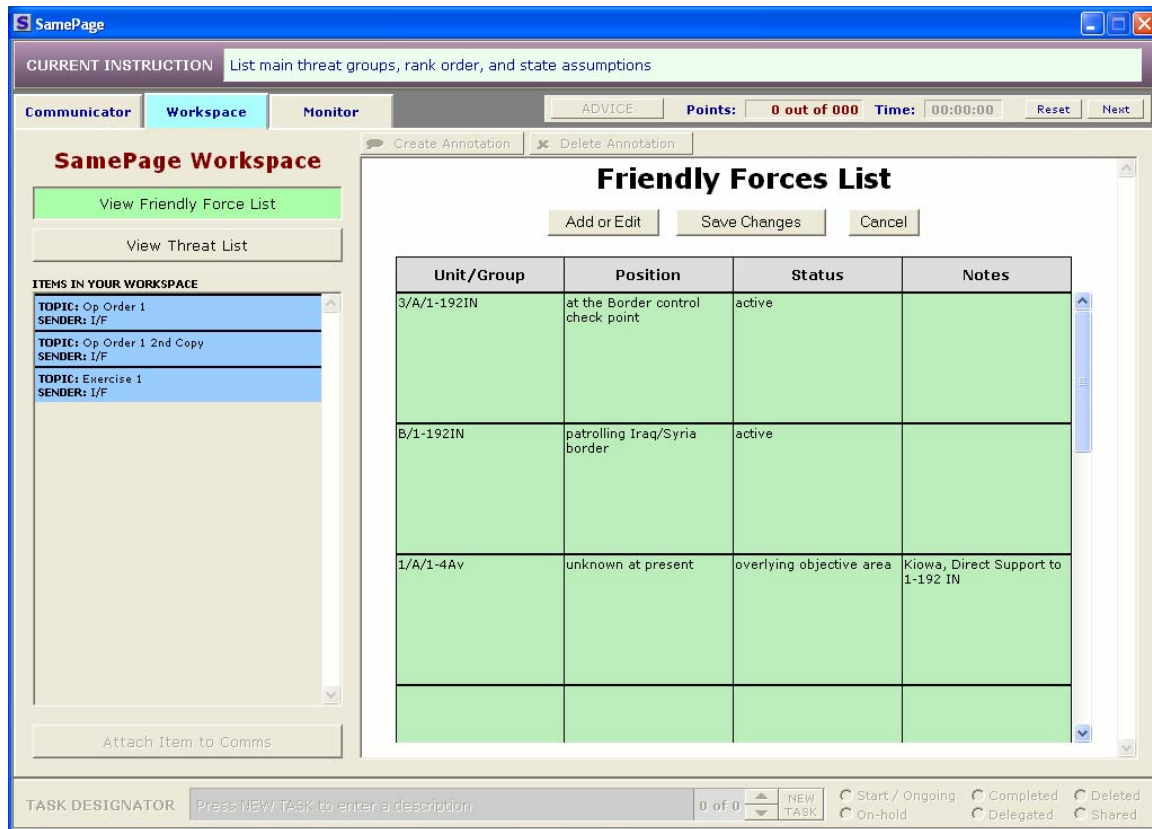 SamePage
CURRENT INSTRUCTION List main threat groups, rank order, and state assumptions
Communicator Workspace Monitor ADVICE Points: 0 out of 000 Time: 00:00:00 Reset Next
Create Annotation Delete Annotation
SamePage Workspace
View Friendly Force List
View Threat List
ITEMS IN YOUR WORKSPACE
TOPIC: Op Order 1
SENDER: I/F
TOPIC: Op Order 1 2nd Copy
SENDER: I/F
TOPIC: Exercise 1
SENDER: I/F
Attach Item to Comms
Friendly Forces List
Add or Edit Save Changes Cancel
Unit/Group Position Status Notes
3/A/1-192IN at the Border control active
check point
B/1-192IN patrolling Iraq/Syria active
border
1/A/1-4Av unknown at present overlying objective area Kiowa, Direct Support to
1-192 IN
TASK DESIGNATOR Press NEW TASK to enter a description 0 of 0 NEW TASK
Start / Ongoing Completed Deleted
On-hold Delegated Shared